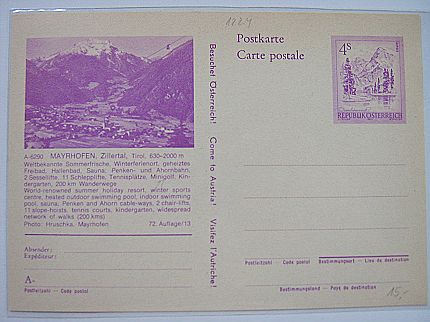 1224
Postkarte
Carte postale
4S
REPUBLIK ÖSTERREICH
Besuchet Österreich Come to Austria! Visitez l'Autriche!
A-6290 MAYRHOFEN, Zillertal, Tirol, 630–2000 m
Weltbekannte Sommerfrische, Winterferienort, geheiztes
Freibad, Hallenbad, Sauna, Penken- und Ahornbahn,
2 Sessellifte, 11 Schlepplifte, Tennisplätze, Minigolf, Kin-
dergarten, 200 km Wanderwege
World-renowned summer holiday resort, winter sports
centre, heated outdoor swimming pool, indoor swimming
pool, sauna, Penken and Ahorn cable-ways, 2 chair-lifts,
11 slope-hoists, tennis courts, kindergarten, widespread
network of walks (200 kms)
Photo: Hruschka, Mayrhofen 72. Auflage/13
Absender:
Expéditeur:
A-
Postleitzahl - Code postal
Postleitzahl - Code postal Bestimmungsort - Lieu de destination
Bestimmungsland - Pays de destination
15,-